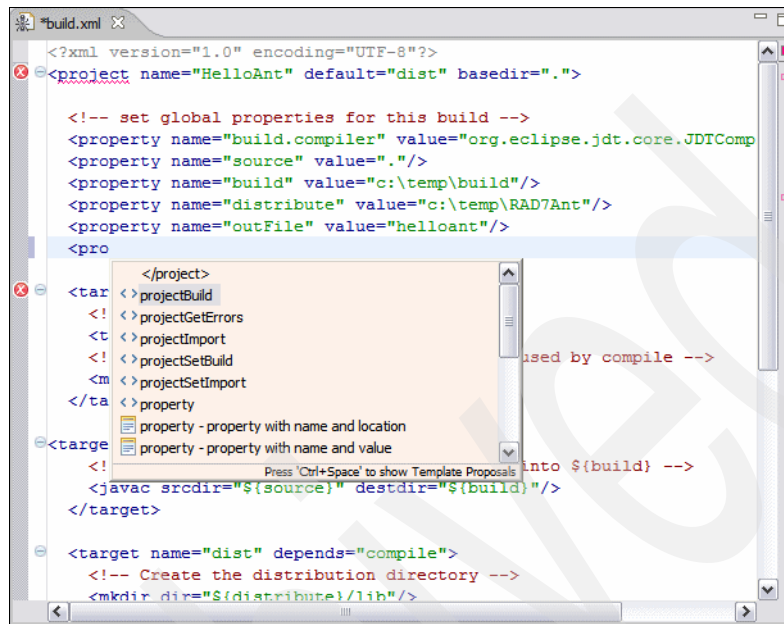 *build.xml
<?xml version="1.0" encoding="UTF-8"?>
<project name="HelloAnt" default="dist" basedir=".">
<!-- set global properties for this build -->
<property name="build.compiler" value="org.eclipse.jdt.core.JDTComp
<property name="source" value="."/>
<property name="build" value="c:\temp\build"/>
<property name="distribute" value="c:\temp\RAD7Ant"/>
<property name="outFile" value="helloant"/>
<pro
</project>
<tar
projectBuild
<!
projectGetErrors
<t
projectImport
<!
projectSetBuild
used by compile -->
<m
projectSetImport
</ta
property
property - property with name and location
<targe
property - property with name and value
<!
into ${build} -->
Press 'Ctrl+Space' to show Template Proposals
<javac srcdir="${source}" destdir="${build}"/>
</target>
<target name="dist" depends="compile">
<!-- Create the distribution directory -->
<mkdir dir="${distribute}/lib"/>